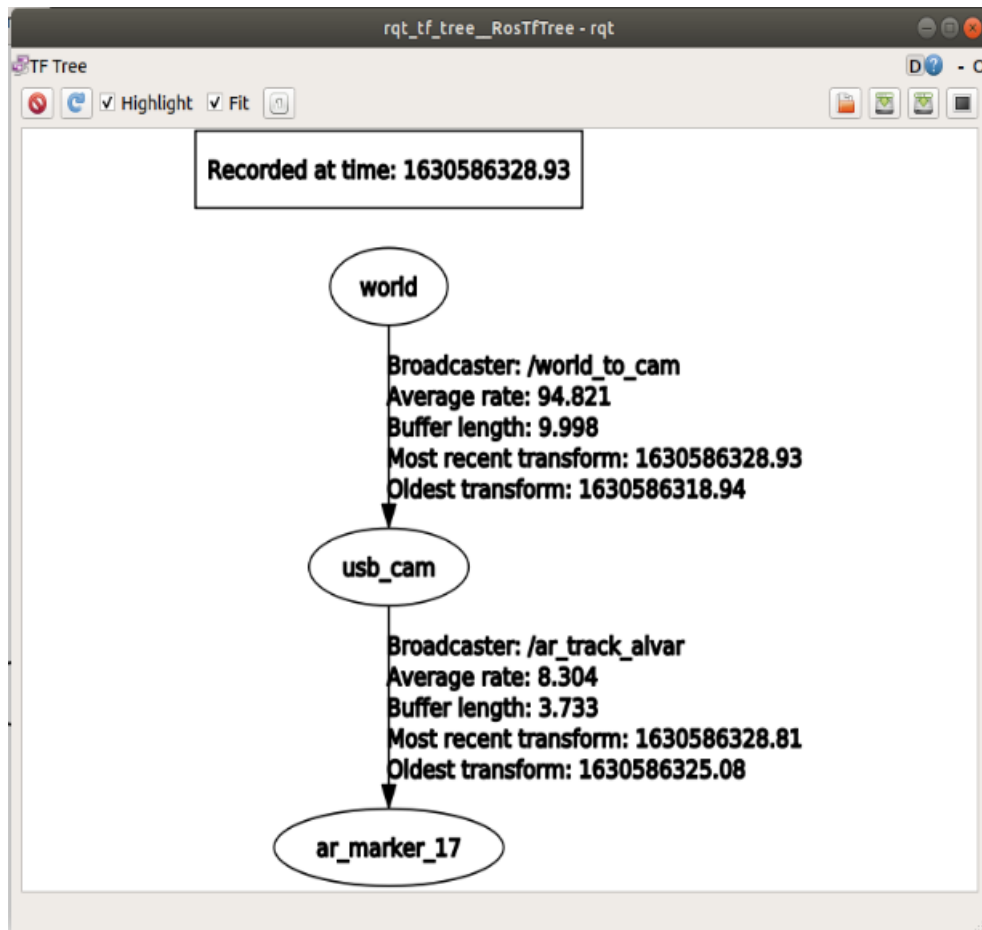 rqt_tf_tree__RosTfTree - rqt
TF Tree
D
- O
Highlight
Fit
Recorded at time: 1630586328.93
world
Broadcaster: /world_to_cam
Average rate: 94.821
Buffer length: 9.998
Most recent transform: 1630586328.93
Oldest transform: 1630586318.94
usb_cam
Broadcaster: /ar_track_alvar
Average rate: 8.304
Buffer length: 3.733
Most recent transform: 1630586328.81
Oldest transform: 1630586325.08
ar_marker_17